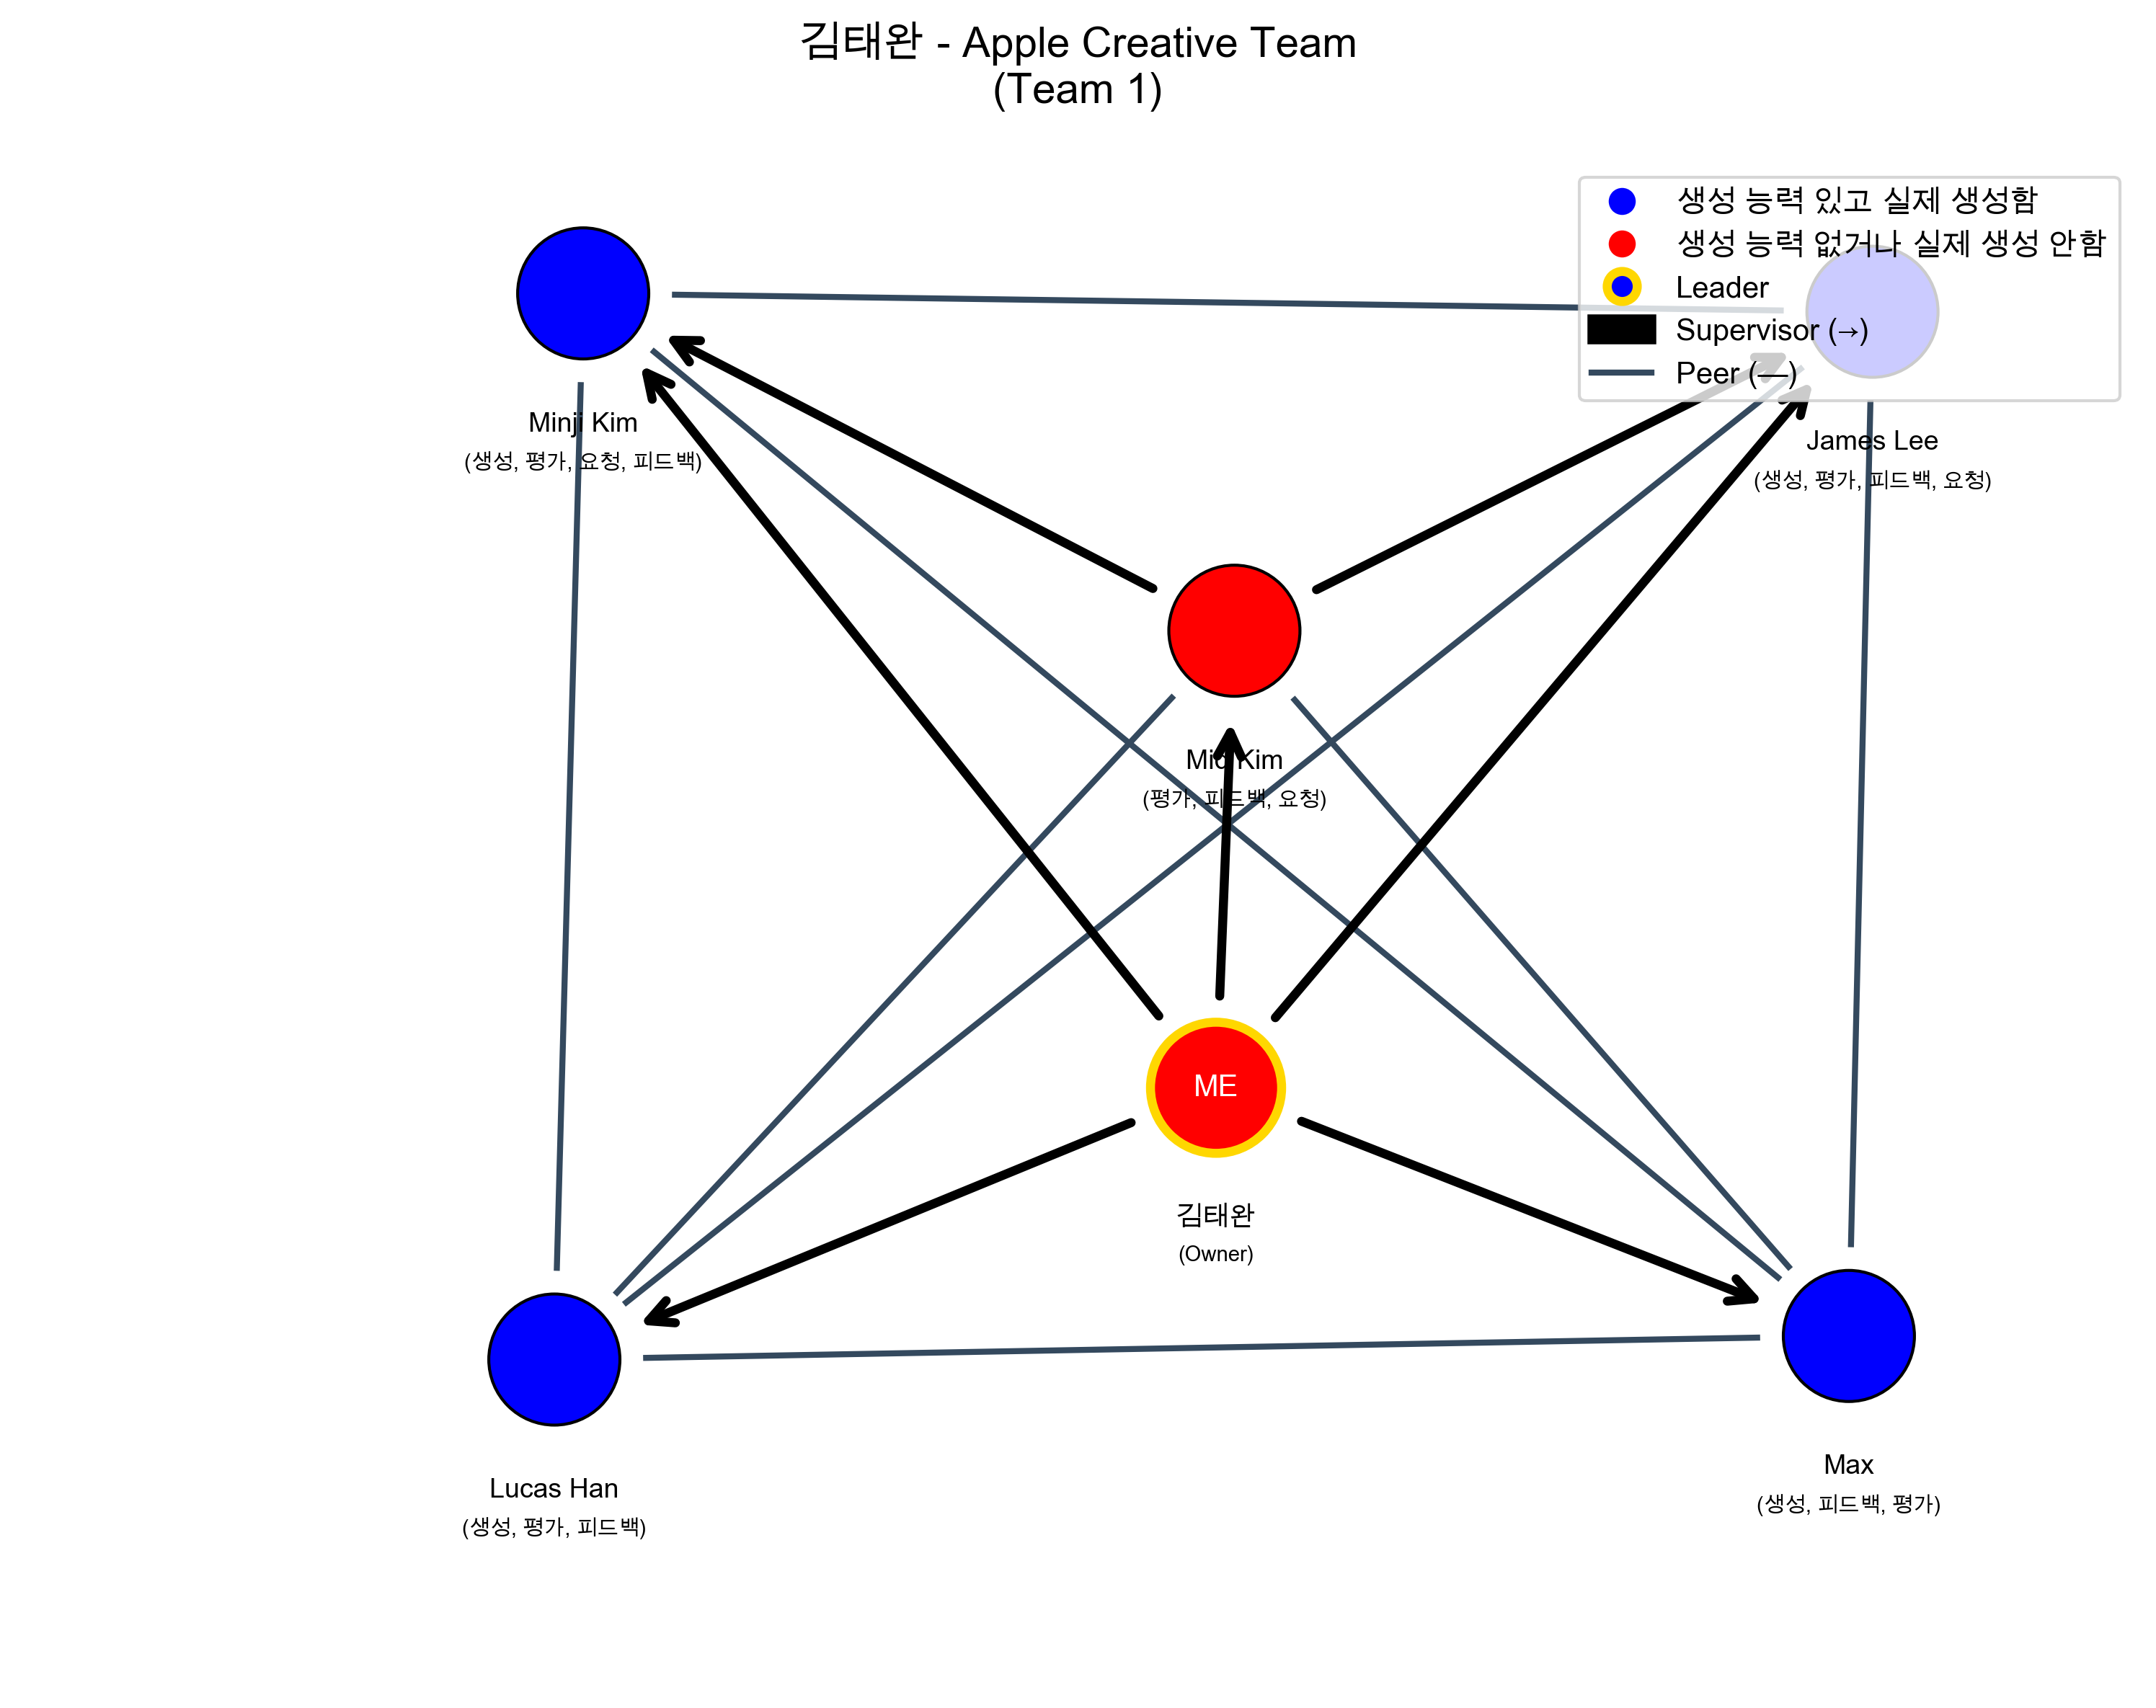 김태완 - Apple Creative Team
(Team 1)
생성 능력 있고 실제 생성함
생성 능력 없거나 실제 생성 안함
Leader
Supervisor (→)
Peer (—)
Minji Kim
(생성, 평가, 요청, 피드백)
James Lee
(생성, 평가, 피드백, 요청)
Kim
(평가, 피드백, 요청)
ME
김태완
(Owner)
Max
(생성, 피드백, 평가)
Lucas Han
(생성, 평가, 피드백)